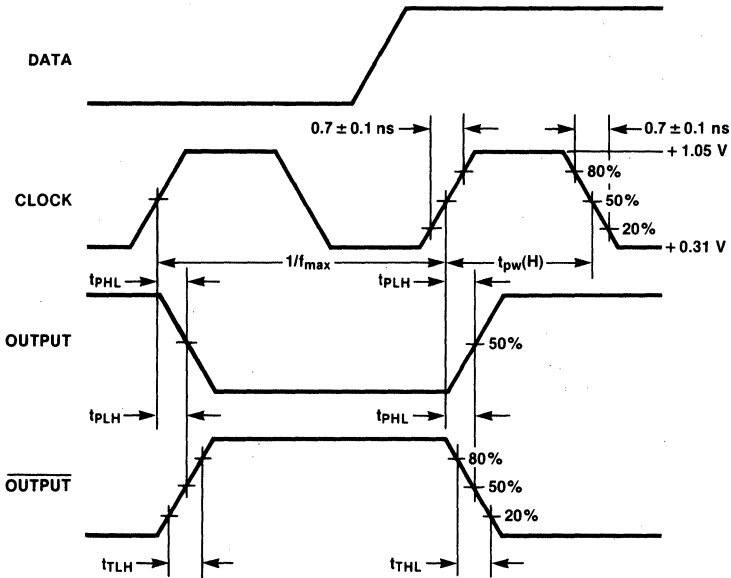 DATA
0.7 ± 0.1 ns
0.7 ± 0.1 ns
+ 1.05 V
80%
CLOCK
50%
20%
+ 0.31 V
1/fmax
tpw(H)
tPHL
tPLH
OUTPUT
50%
tPLH
tPHL
80%
OUTPUT
50%
20%
tTLH
tTHL